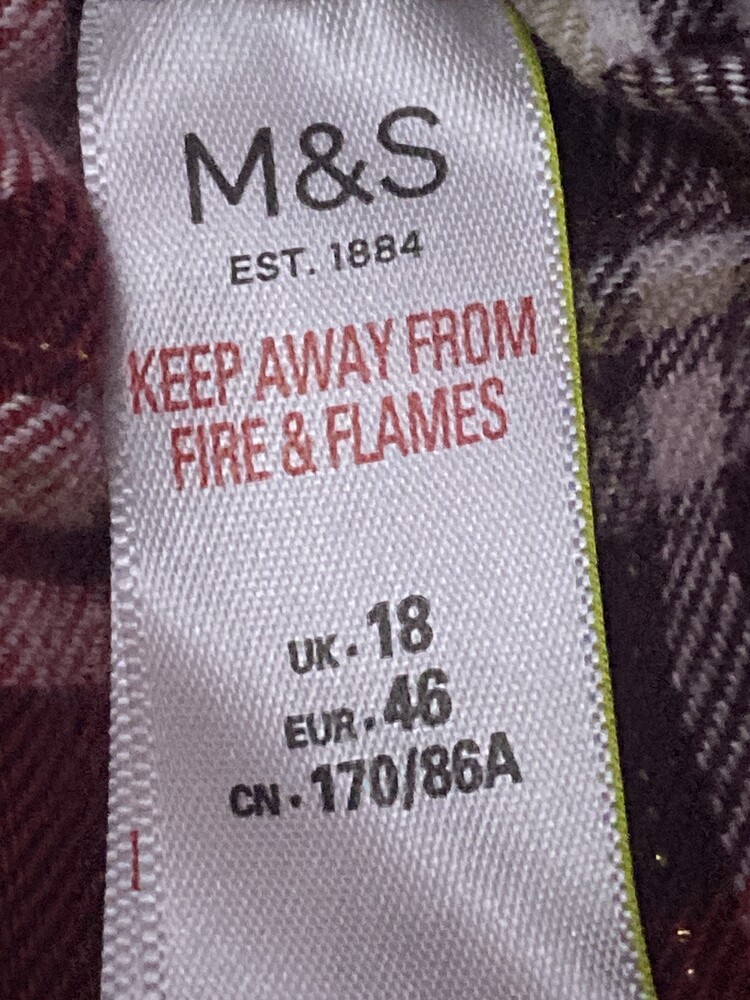 M&S
EST. 1884
KEEP AWAY FROM
FIRE & FLAMES
UK · 18
EUR · 46
CN · 170/86A